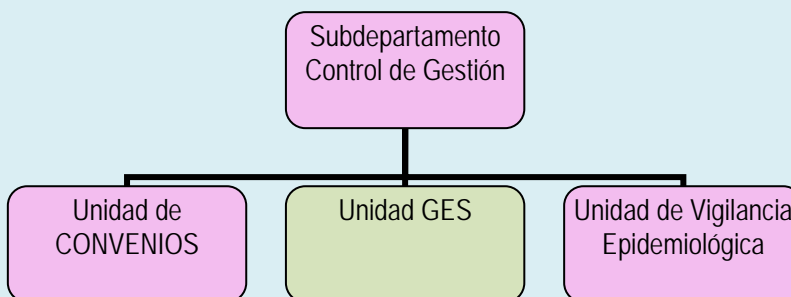 Subdepartamento
Control de Gestión
Unidad de
CONVENIOS
Unidad GES
Unidad de Vigilancia
Epidemiológica